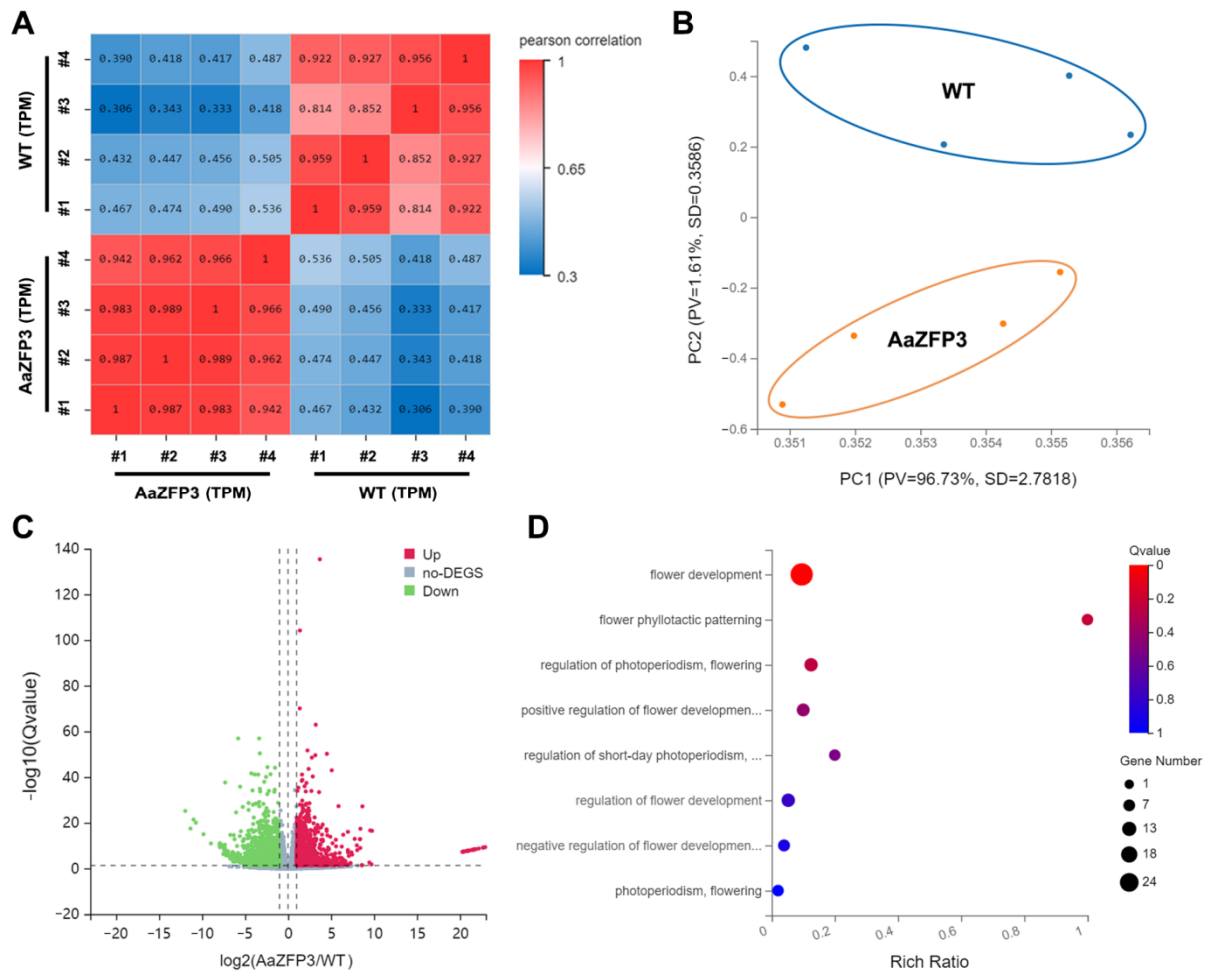 A
WT (TPM)
AaZFP3 (TPM)
#4 0.390 0.418 0.417 0.487 0.922 0.927 0.956 1
#3 0.306 0.343 0.333 0.418 0.814 0.852 1 0.956
#2 0.432 0.447 0.456 0.505 0.959 1 0.852 0.927
#1 0.467 0.474 0.490 0.536 1 0.959 0.814 0.922
#4 0.942 0.962 0.966 1 0.536 0.505 0.418 0.487
#3 0.983 0.989 1 0.966 0.490 0.456 0.333 0.417
#2 0.987 1 0.989 0.962 0.474 0.447 0.343 0.418
#1 1 0.987 0.983 0.942 0.467 0.432 0.306 0.390
#1 #2 #3 #4 #1 #2 #3 #4
AaZFP3 (TPM) WT (TPM)
pearson correlation
1
0.65
0.3
B
PC2 (PV=1.61%, SD=0.3586)
0.4
0.2
0
−0.2
−0.4
−0.6
WT
AaZFP3
0.351 0.352 0.353 0.354 0.355 0.356
PC1 (PV=96.73%, SD=2.7818)
C
-log10(Qvalue)
140
120
100
80
60
40
20
0
−20
Up
no-DEGS
Down
−20 −15 −10 −5 0 5 10 15 20
log2(AaZFP3/WT)
D
flower development
flower phyllotactic patterning
regulation of photoperiodism, flowering
positive regulation of flower developmen...
regulation of short-day photoperiodism, ...
regulation of flower development
negative regulation of flower developmen...
photoperiodism, flowering
0 0.2 0.4 0.6 0.8 1
Rich Ratio
Qvalue
0
0.2
0.4
0.6
0.8
1
Gene Number
1
7
13
18
24